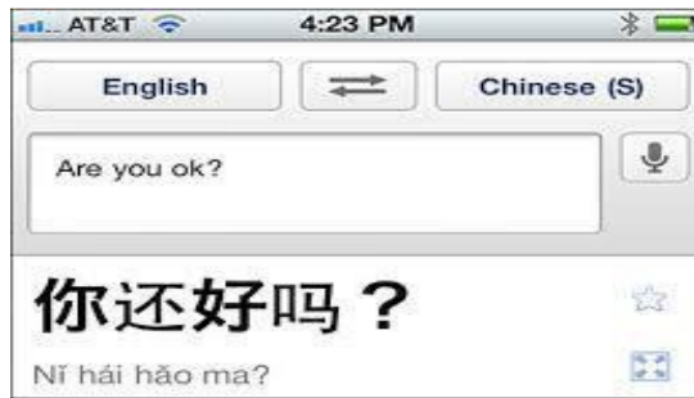 AT&T 4:23 PM
English Chinese (S)
Are you ok?
你还好吗？
Nǐ hái hǎo ma?